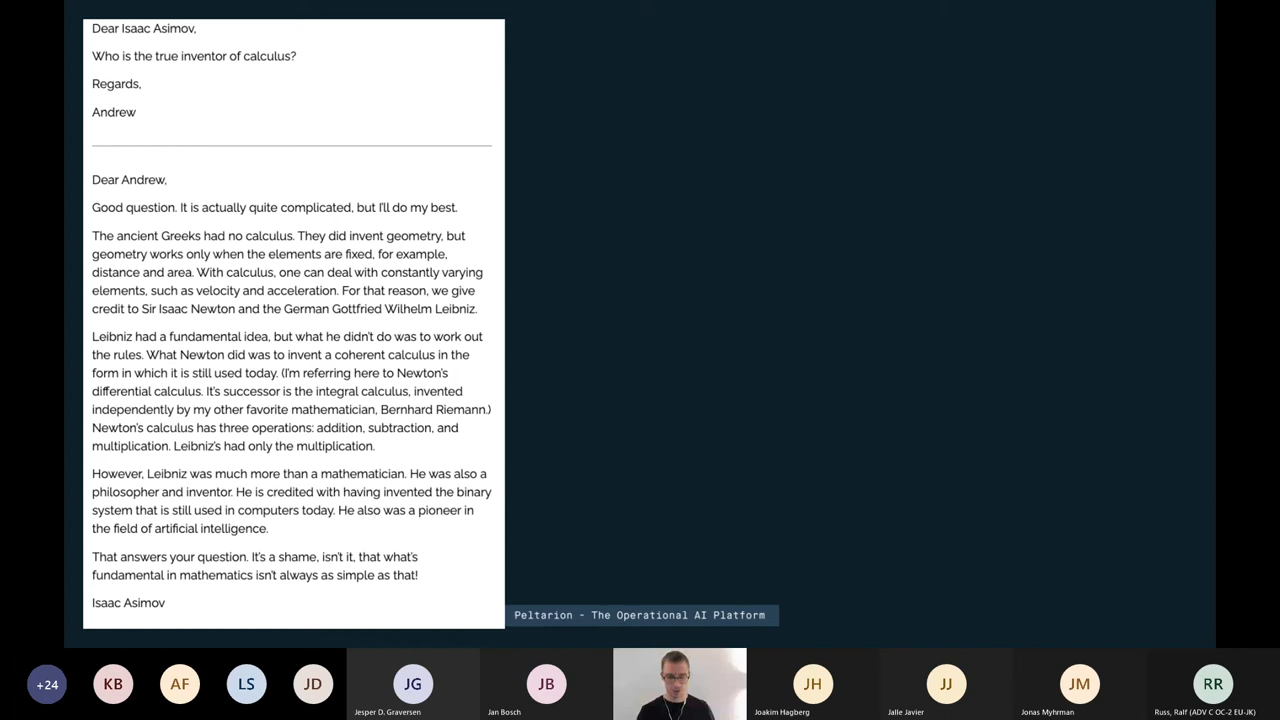 Dear Isaac Asimov,
Who is the true inventor of calculus?
Regards,
Andrew
Dear Andrew,
Good question. It is actually quite complicated, but I'll do my best.
The ancient Greeks had no calculus. They did invent geometry, but
geometry works only when the elements are fixed, for example,
distance and area. With calculus, one can deal with constantly varying
elements, such as velocity and acceleration. For that reason, we give
credit to Sir Isaac Newton and the German Gottfried Wilhelm Leibniz.
Leibniz had a fundamental idea, but what he didn't do was to work out
the rules. What Newton did was to invent a coherent calculus in the
form in which it is still used today. (I'm referring here to Newton's
differential calculus. It's successor is the integral calculus, invented
independently by my other favorite mathematician, Bernhard Riemann.)
Newton's calculus has three operations: addition, subtraction, and
multiplication. Leibniz's had only the multiplication.
However, Leibniz was much more than a mathematician. He was also a
philosopher and inventor. He is credited with having invented the binary
system that is still used in computers today. He also was a pioneer in
the field of artificial intelligence.
That answers your question. It's a shame, isn't it, that what's
fundamental in mathematics isn't always as simple as that!
Isaac Asimov
Peltarion - The Operational AI Platform
+24
KB
AF
LS
JD
JG
JB
JH
JJ
JM
RR
Jesper D. Graversen
Jan Bosch
Joakim Hagberg
Jalle Javier
Jonas Myhrman
Russ, Ralf (ADV C OC-2 EU-JK)